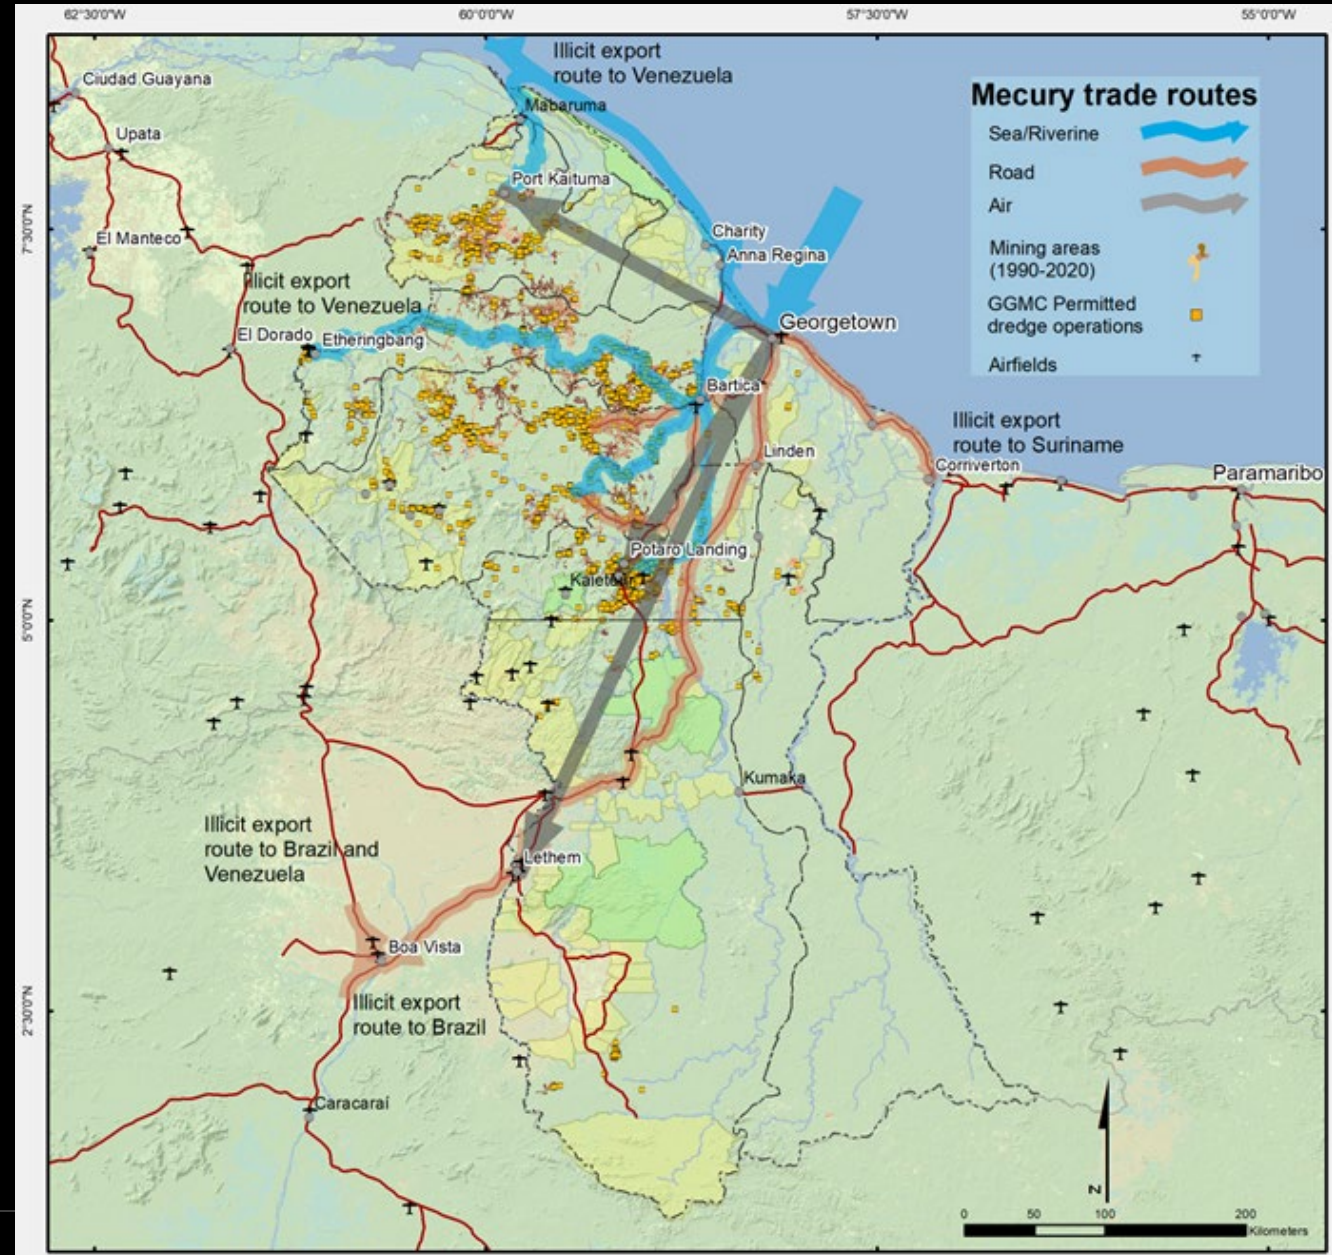 62°30'0"W
60°0'0"W
57°30'0"W
55°0'0"W
7°30'0"N
5°0'0"N
2°30'0"N
Illicit export
route to Venezuela
Mecury trade routes
Sea/Riverine
Road
Air
Mining areas
(1990-2020)
GGMC Permitted
dredge operations
Airfields
Ciudad Guayana
Mabaruma
Upata
Port Kaituma
Charity
El Manteco
Anna Regina
Illicit export
route to Venezuela
Georgetown
El Dorado
Etheringbang
Bartica
Illicit export
route to Suriname
Linden
Corriverton
Paramaribo
Potaro Landing
Kumaka
Illicit export
route to Brazil and
Venezuela
Lethem
Boa Vista
Illicit export
route to Brazil
Caracaraí
N
0 50 100 200
Kilometers